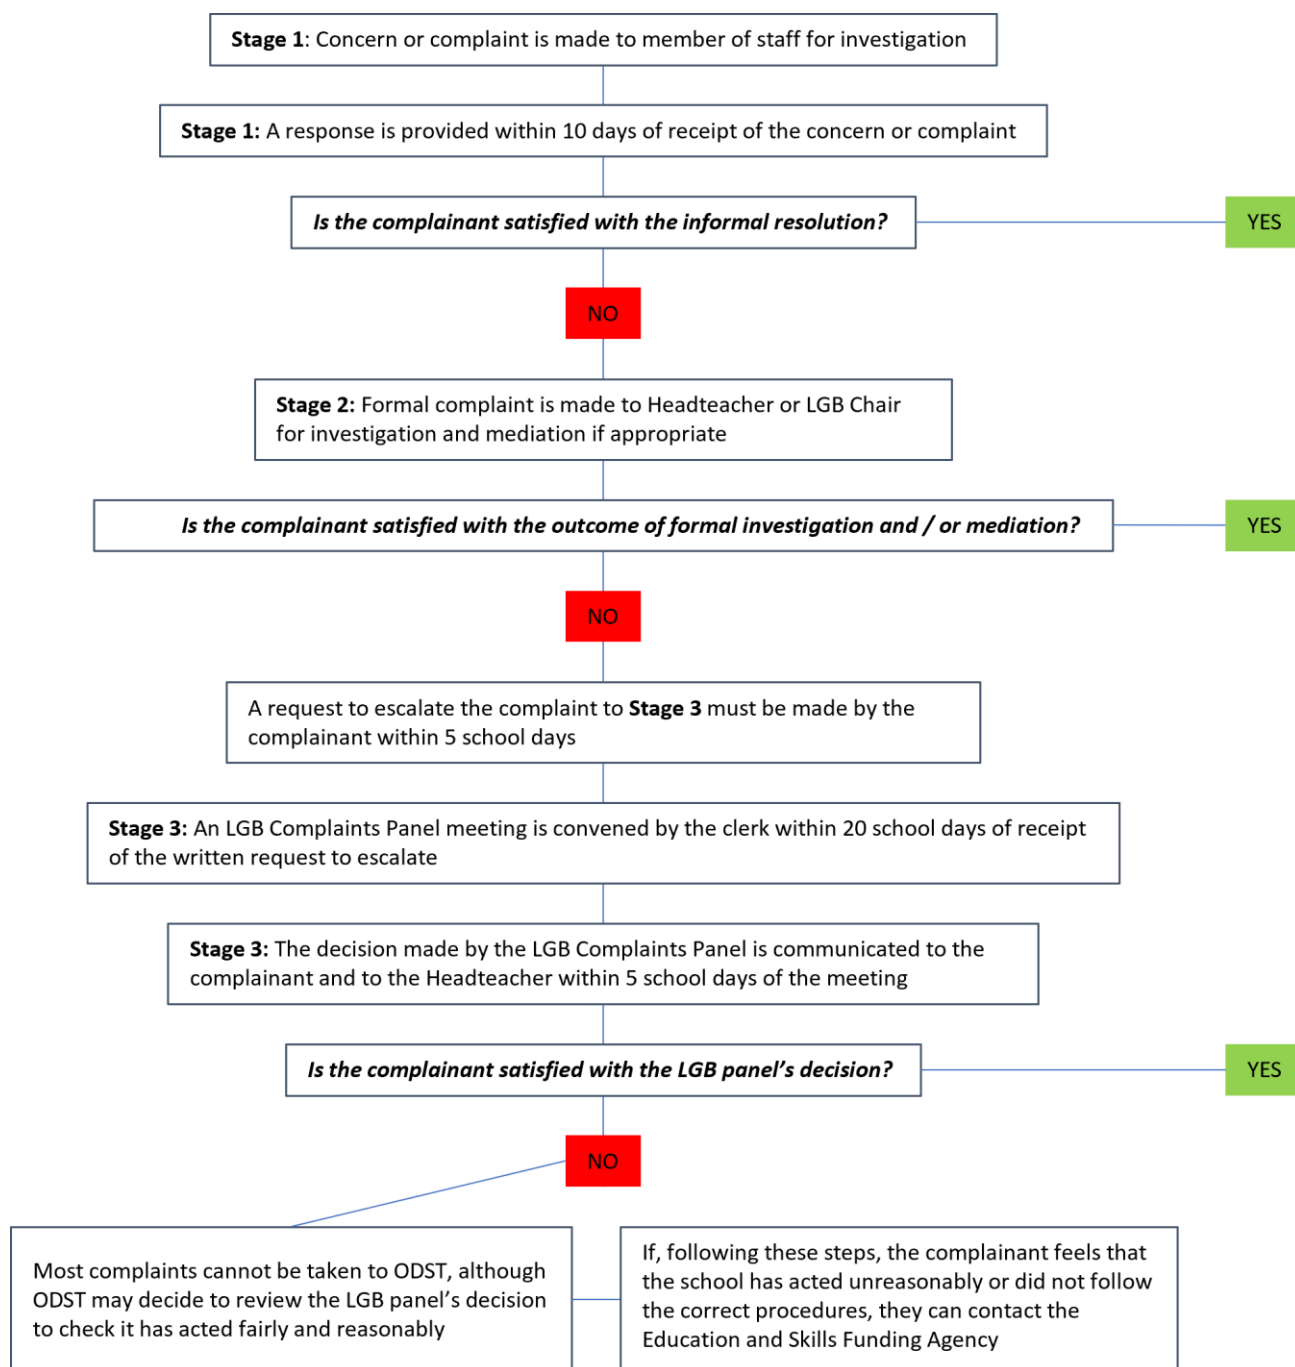 Stage 1: Concern or complaint is made to member of staff for investigation
Stage 1: A response is provided within 10 days of receipt of the concern or complaint
Is the complainant satisfied with the informal resolution?
YES
NO
Stage 2: Formal complaint is made to Headteacher or LGB Chair
for investigation and mediation if appropriate
Is the complainant satisfied with the outcome of formal investigation and / or mediation?
YES
NO
A request to escalate the complaint to Stage 3 must be made by the
complainant within 5 school days
Stage 3: An LGB Complaints Panel meeting is convened by the clerk within 20 school days of receipt
of the written request to escalate
Stage 3: The decision made by the LGB Complaints Panel is communicated to the
complainant and to the Headteacher within 5 school days of the meeting
Is the complainant satisfied with the LGB panel’s decision?
YES
NO
Most complaints cannot be taken to ODST, although
ODST may decide to review the LGB panel’s decision
to check it has acted fairly and reasonably
If, following these steps, the complainant feels that
the school has acted unreasonably or did not follow
the correct procedures, they can contact the
Education and Skills Funding Agency